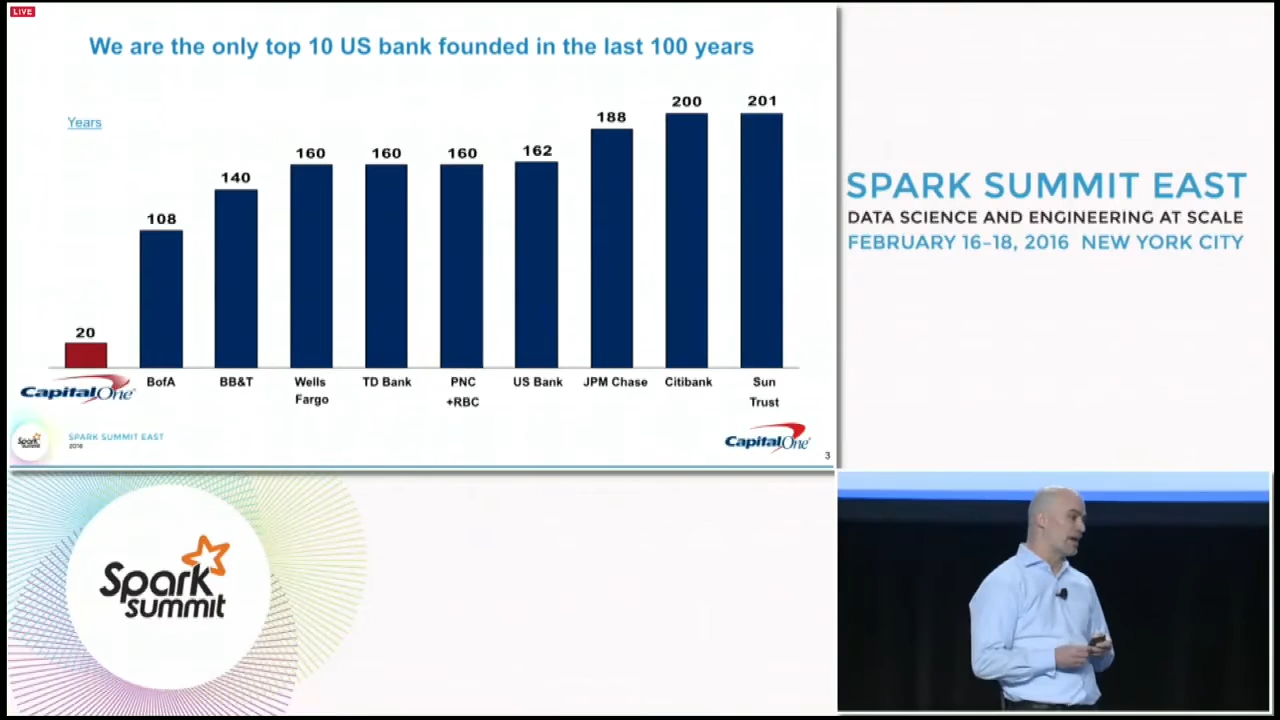 LIVE
We are the only top 10 US bank founded in the last 100 years
Years
20
108
140
160
160
160
162
188
200
201
CapitalOne
BofA
BB&T
Wells
Fargo
TD Bank
PNC
+RBC
US Bank
JPM Chase
Citibank
Sun
Trust
Spark
summit
SPARK SUMMIT EAST
2016
CapitalOne
3
SPARK SUMMIT EAST
DATA SCIENCE AND ENGINEERING AT SCALE
FEBRUARY 16–18, 2016 NEW YORK CITY
Spark
summit